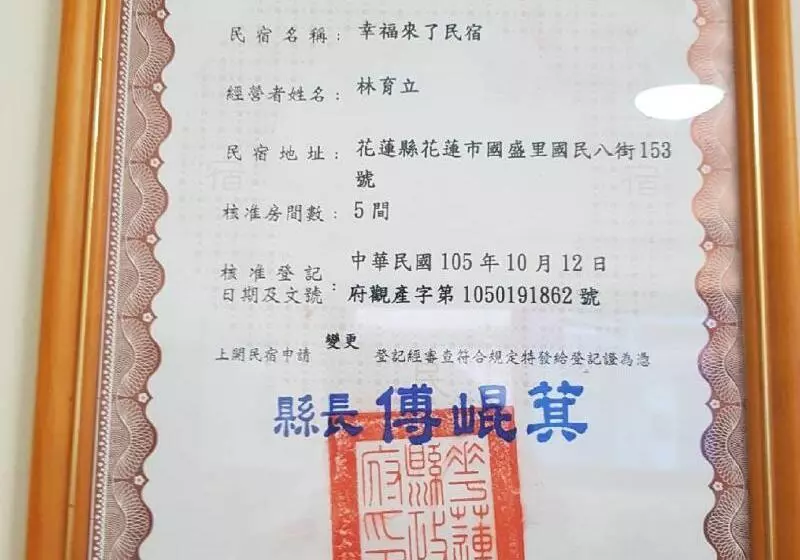 民宿名稱： 幸福來了民宿
經營者姓名： 林育立
民宿地址： 花蓮縣花蓮市國盛里國民八街153
號
核准房間數： 5間
核准登記
日期及文號： 中華民國105年10月12日
府觀產字第1050191862號
上開民宿申請 變更 登記經審查符合規定特發給登記證為憑
縣長 傅崐萁
花蓮
縣政
府印